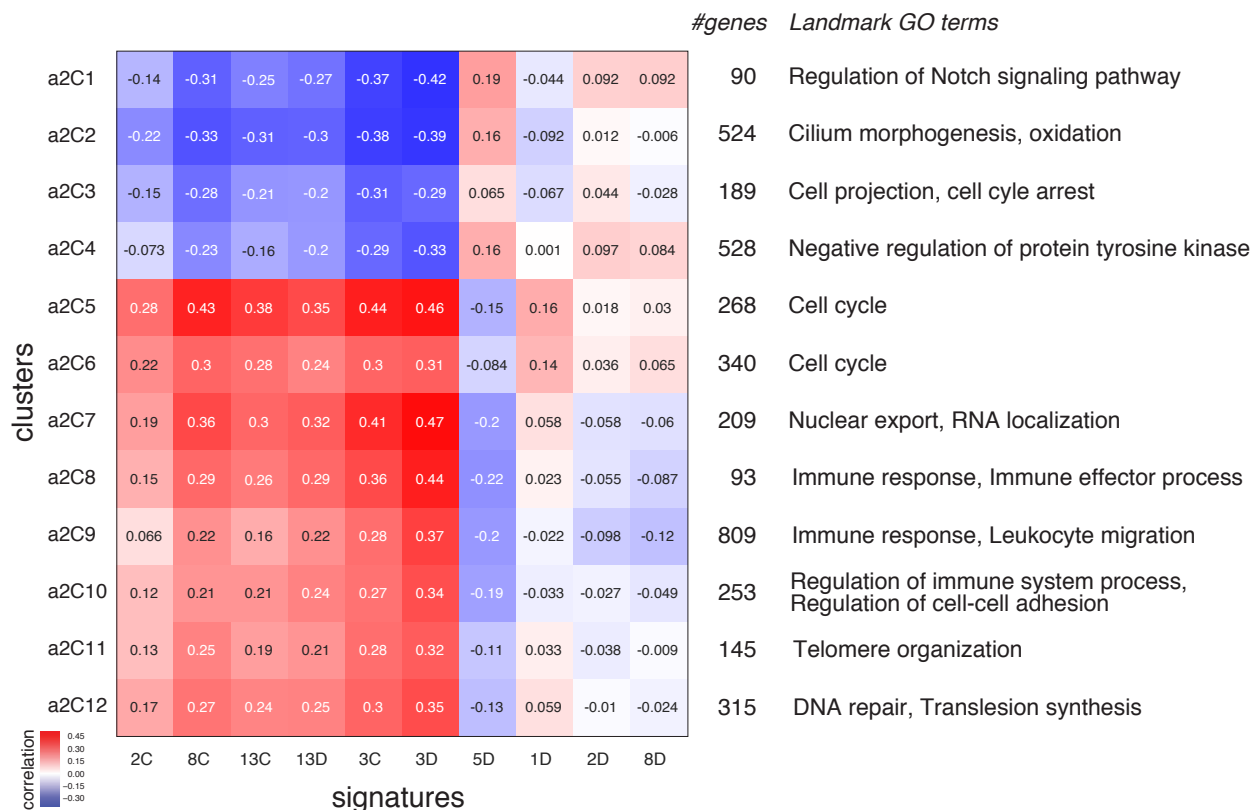 #genes Landmark GO terms
a2C1 -0.14 -0.31 -0.25 -0.27 -0.37 -0.42 0.19 -0.044 0.092 0.092 90 Regulation of Notch signaling pathway
a2C2 -0.22 -0.33 -0.31 -0.3 -0.38 -0.39 0.16 -0.092 0.012 -0.006 524 Cilium morphogenesis, oxidation
a2C3 -0.15 -0.28 -0.21 -0.2 -0.31 -0.29 0.065 -0.067 0.044 -0.028 189 Cell projection, cell cyle arrest
a2C4 -0.073 -0.23 -0.16 -0.2 -0.29 -0.33 0.16 0.001 0.097 0.084 528 Negative regulation of protein tyrosine kinase
a2C5 0.28 0.43 0.38 0.35 0.44 0.46 -0.15 0.16 0.018 0.03 268 Cell cycle
a2C6 0.22 0.3 0.28 0.24 0.3 0.31 -0.084 0.14 0.036 0.065 340 Cell cycle
a2C7 0.19 0.36 0.3 0.32 0.41 0.47 -0.2 0.058 -0.058 -0.06 209 Nuclear export, RNA localization
a2C8 0.15 0.29 0.26 0.29 0.36 0.44 -0.22 0.023 -0.055 -0.087 93 Immune response, Immune effector process
a2C9 0.066 0.22 0.16 0.22 0.28 0.37 -0.2 -0.022 -0.098 -0.12 809 Immune response, Leukocyte migration
a2C10 0.12 0.21 0.21 0.24 0.27 0.34 -0.19 -0.033 -0.027 -0.049 253 Regulation of immune system process,
Regulation of cell-cell adhesion
a2C11 0.13 0.25 0.19 0.21 0.28 0.32 -0.11 0.033 -0.038 -0.009 145 Telomere organization
a2C12 0.17 0.27 0.24 0.25 0.3 0.35 -0.13 0.059 -0.01 -0.024 315 DNA repair, Translesion synthesis
clusters
2C 8C 13C 13D 3C 3D 5D 1D 2D 8D
signatures
correlation
0.45
0.30
0.15
0.00
-0.15
-0.30